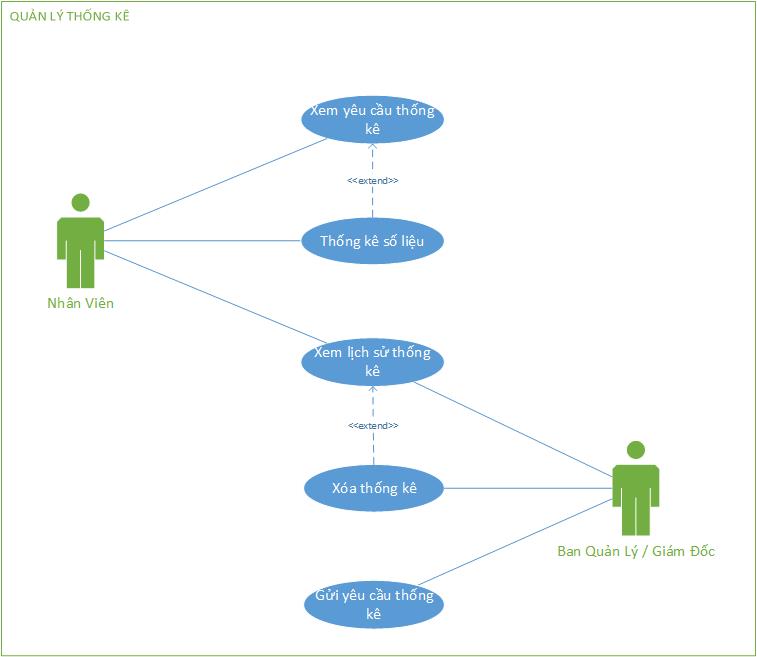 QUẢN LÝ THỐNG KÊ
Xem yêu cầu thống
kê
<<extend>>
Thống kê số liệu
Nhân Viên
Xem lịch sử thống
kê
<<extend>>
Xóa thống kê
Ban Quản Lý / Giám Đốc
Gửi yêu cầu thống
kê